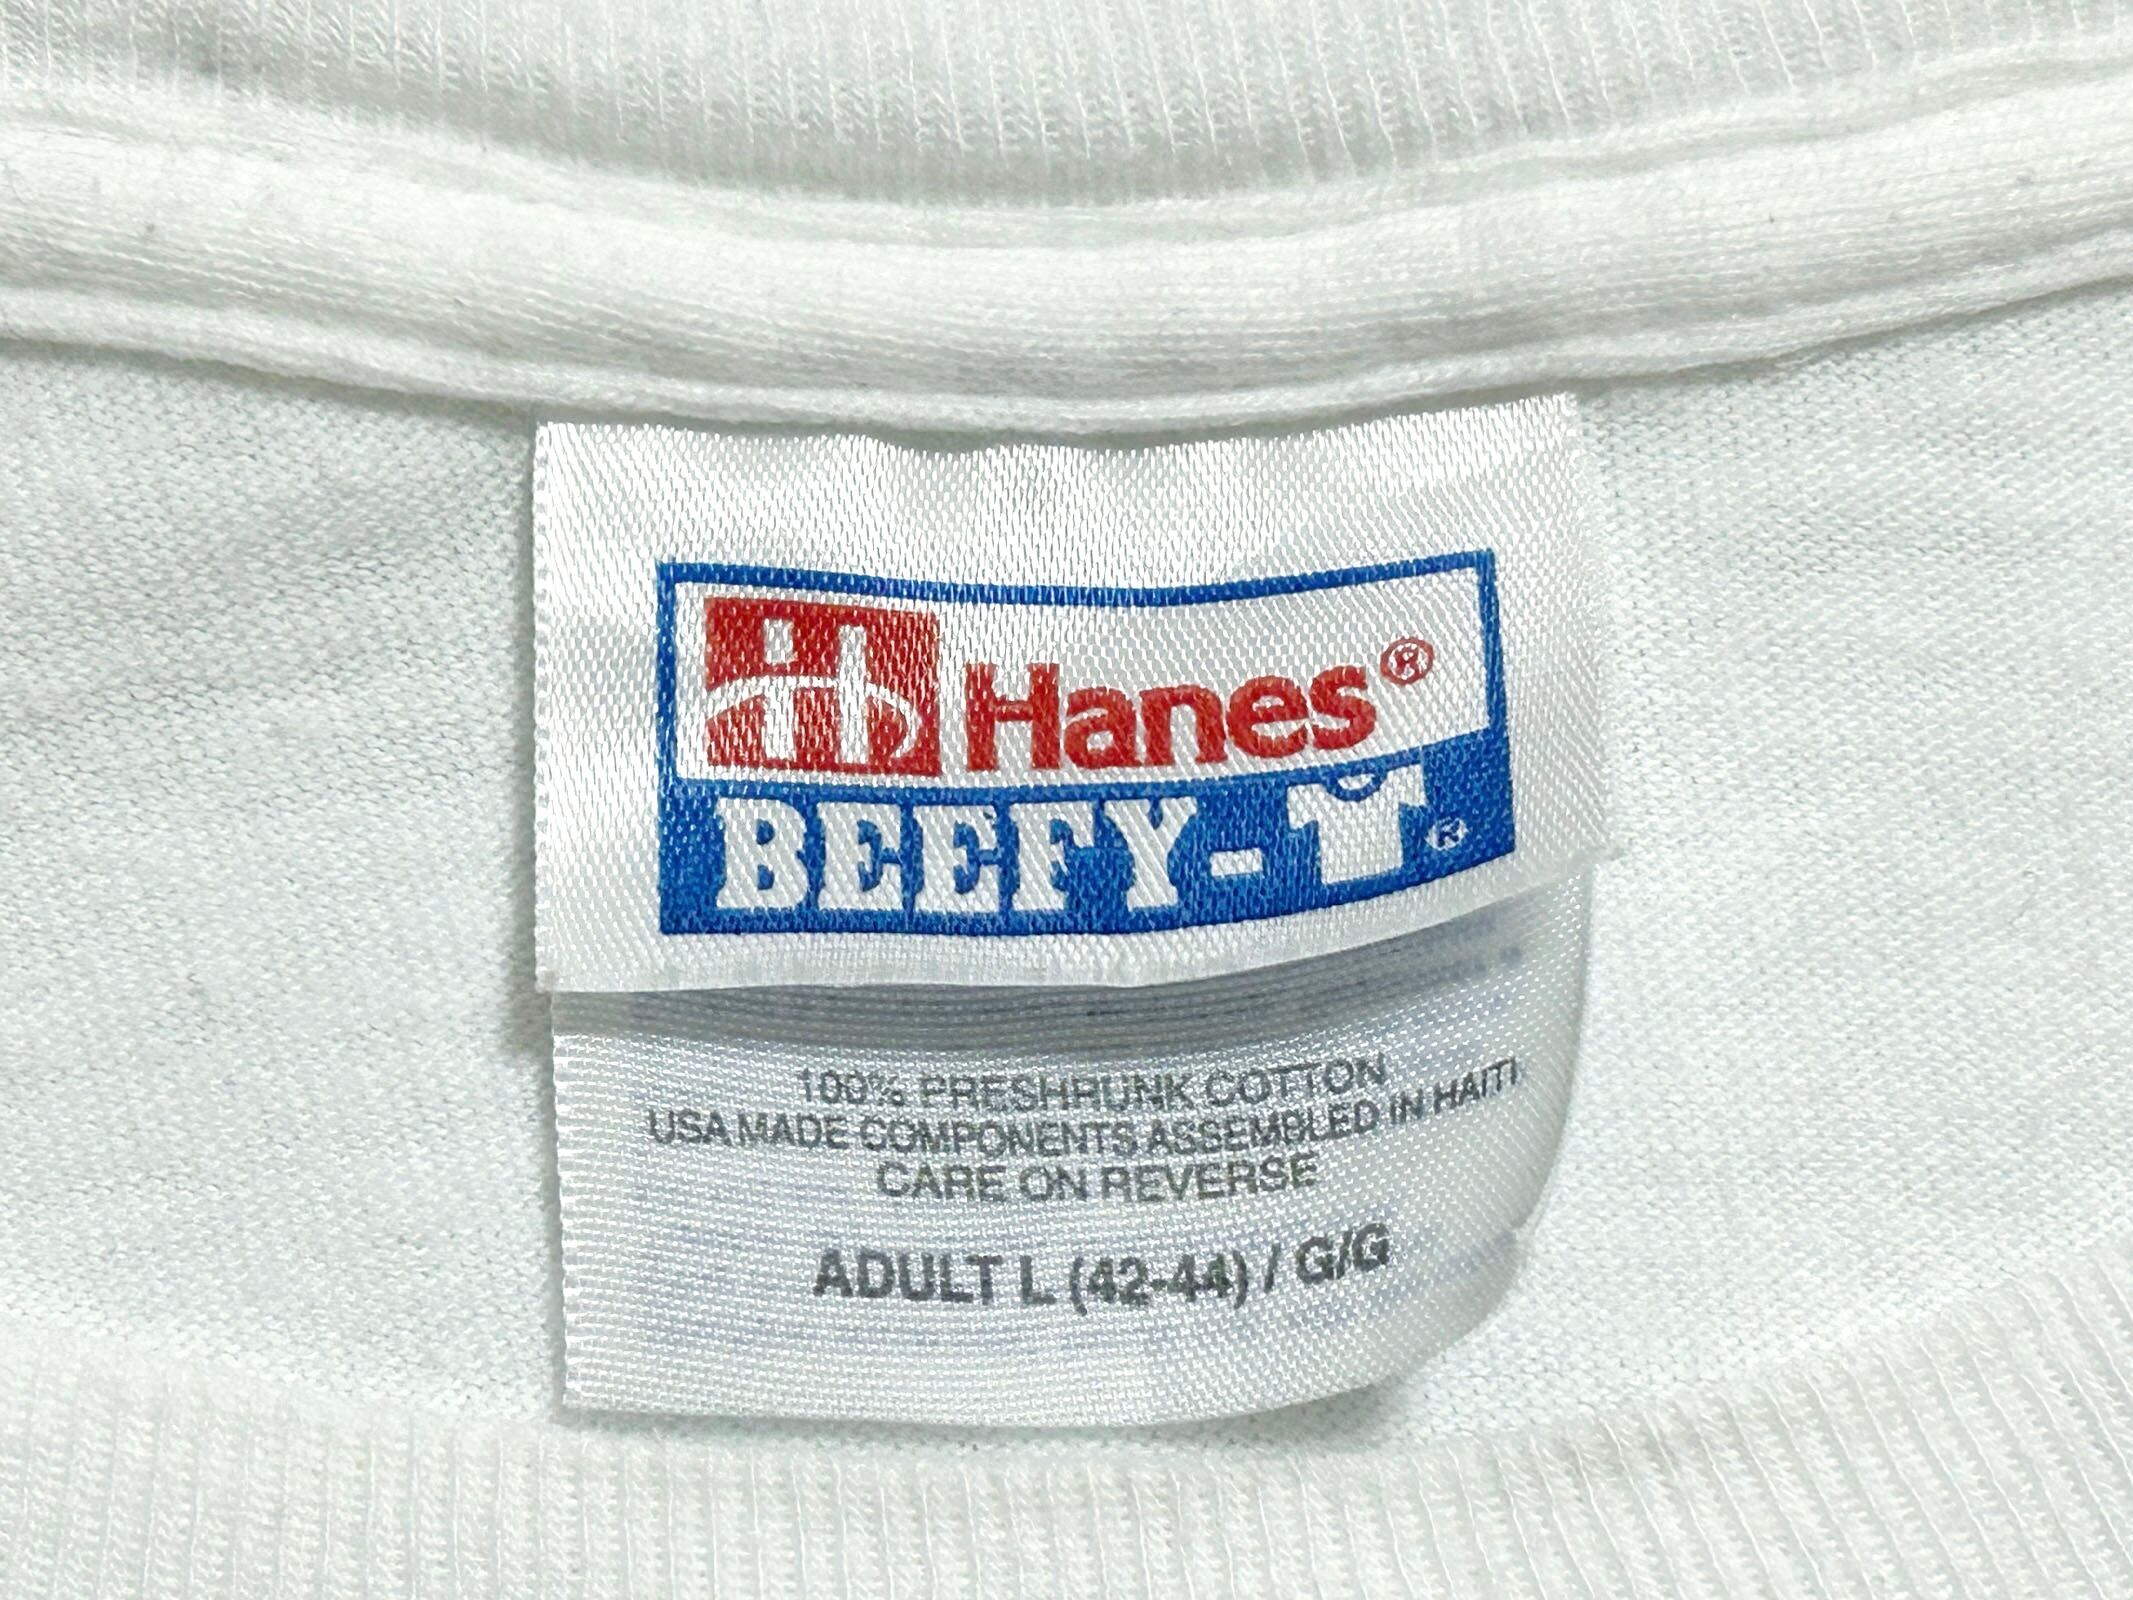 Hanes®
BEEFY-T®
100% PRESHRUNK COTTON
USA MADE COMPONENTS ASSEMBLED IN HAITI
CARE ON REVERSE
ADULT L (42-44) / G/G